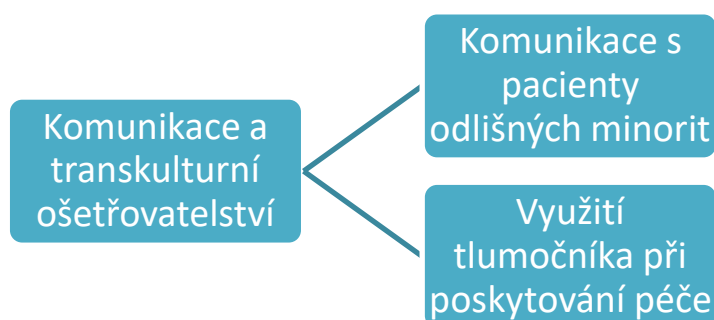 Komunikace a
transkulturní
ošetřovatelství
Komunikace s
pacienty
odlišných minorit
Využití
tlumočníka při
poskytování péče